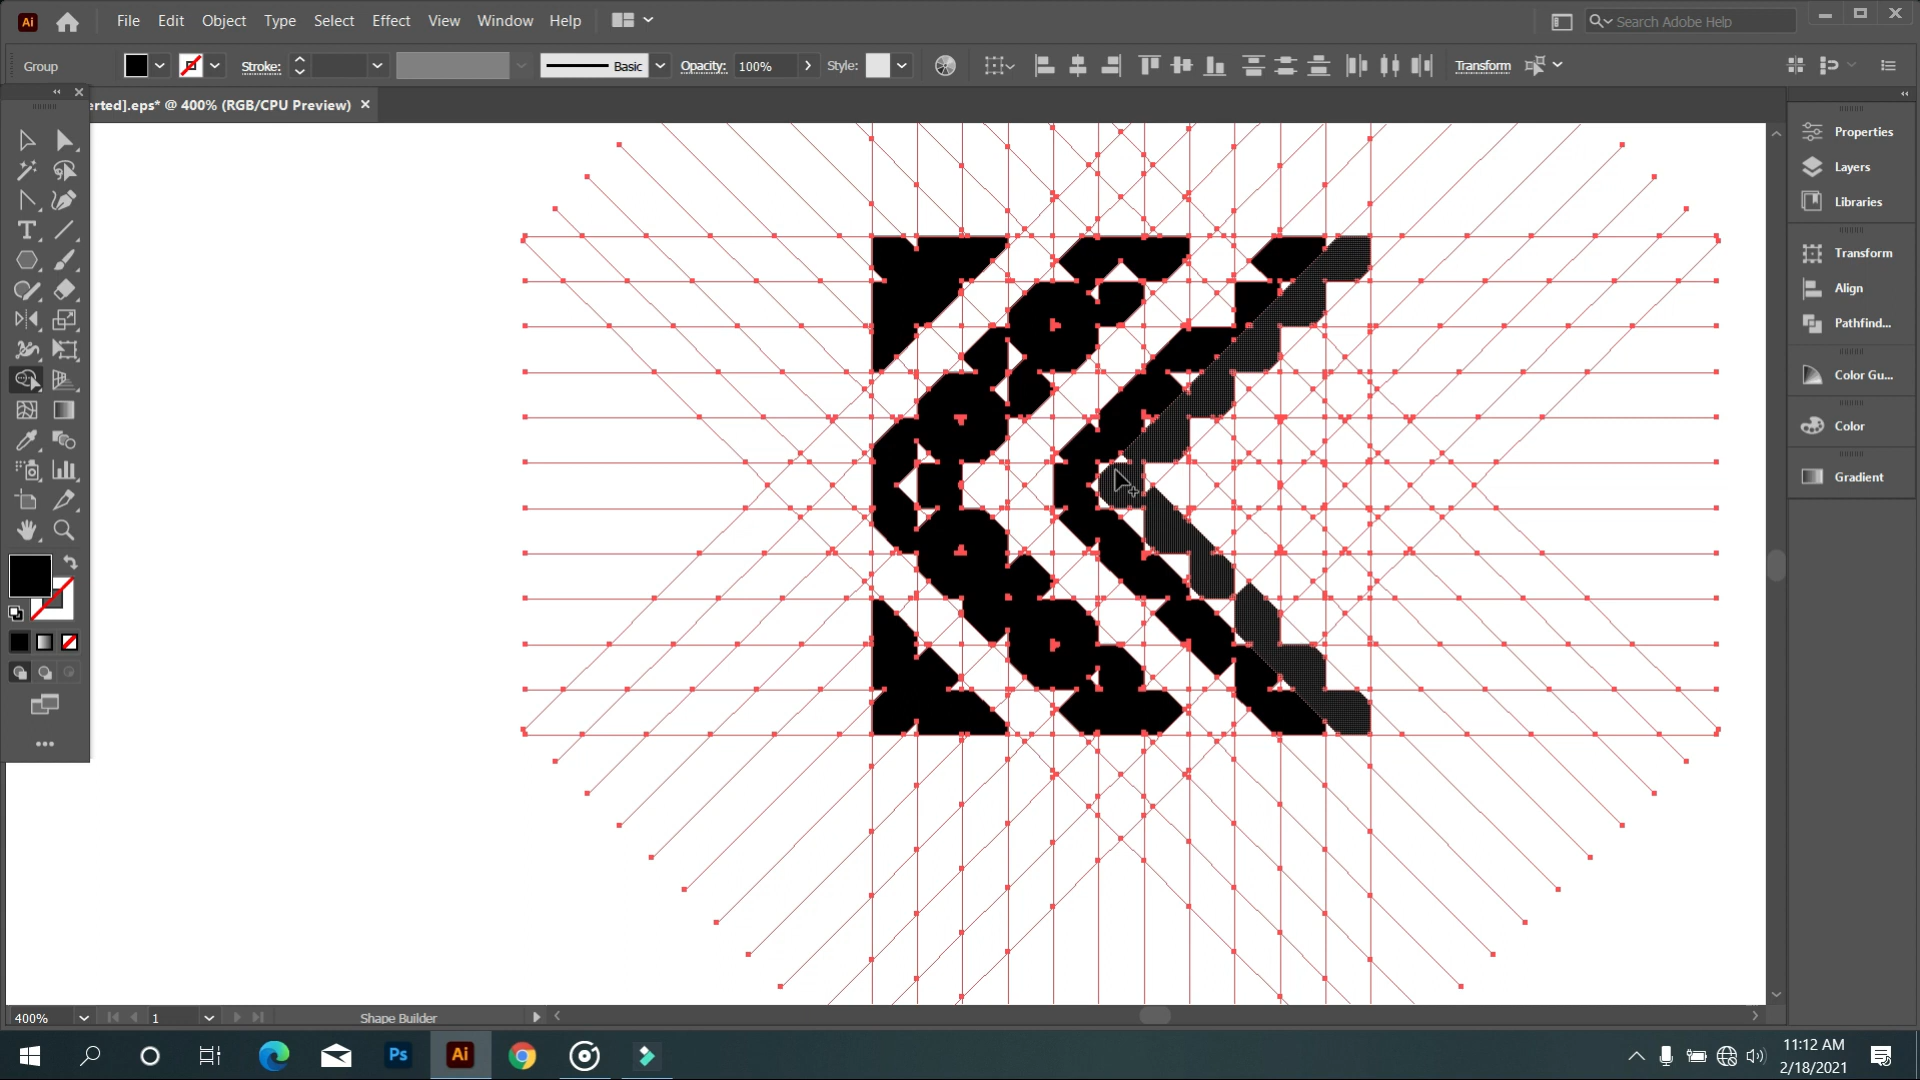 Ai File Edit Object Type Select Effect View Window Help Search Adobe Help
Group Stroke: Basic Opacity: 100% Style: Transform
erted].eps* @ 400% (RGB/CPU Preview)
Properties
Layers
Libraries
Transform
Align
Pathfind...
Color Gu...
Color
Gradient
400% 1 Shape Builder
Ps Ai
11:12 AM
2/18/2021